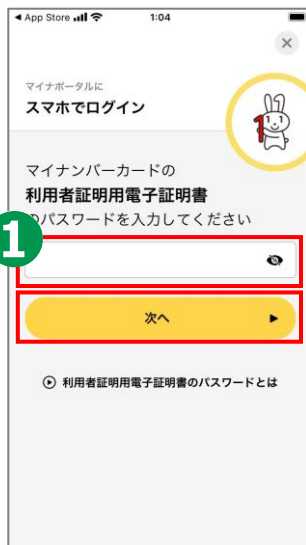 App Store 1:04
マイナポータルに
スマホでログイン
マイナンバーカードの
利用者証明用電子証明書
のパスワードを入力してください
1
次へ
利用者証明用電子証明書のパスワードとは